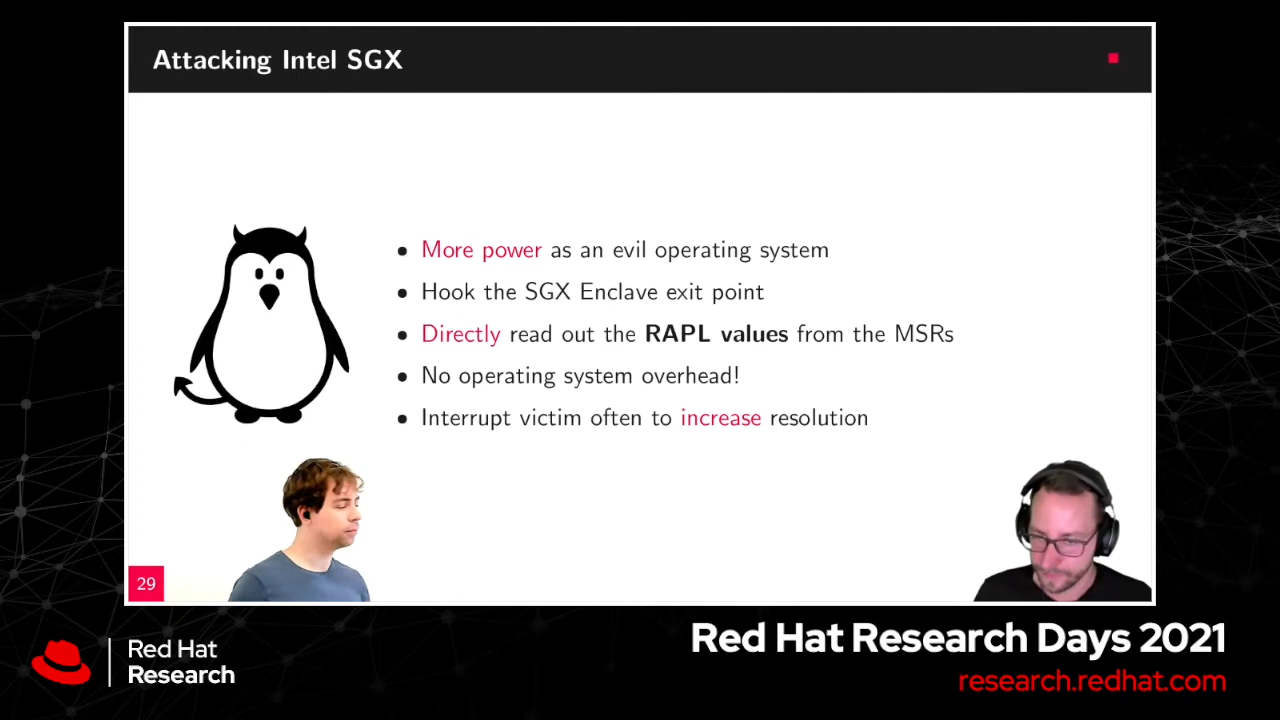 Attacking Intel SGX
More power as an evil operating system
Hook the SGX Enclave exit point
Directly read out the RAPL values from the MSRs
No operating system overhead!
Interrupt victim often to increase resolution
29
Red Hat
Research
Red Hat Research Days 2021
research.redhat.com